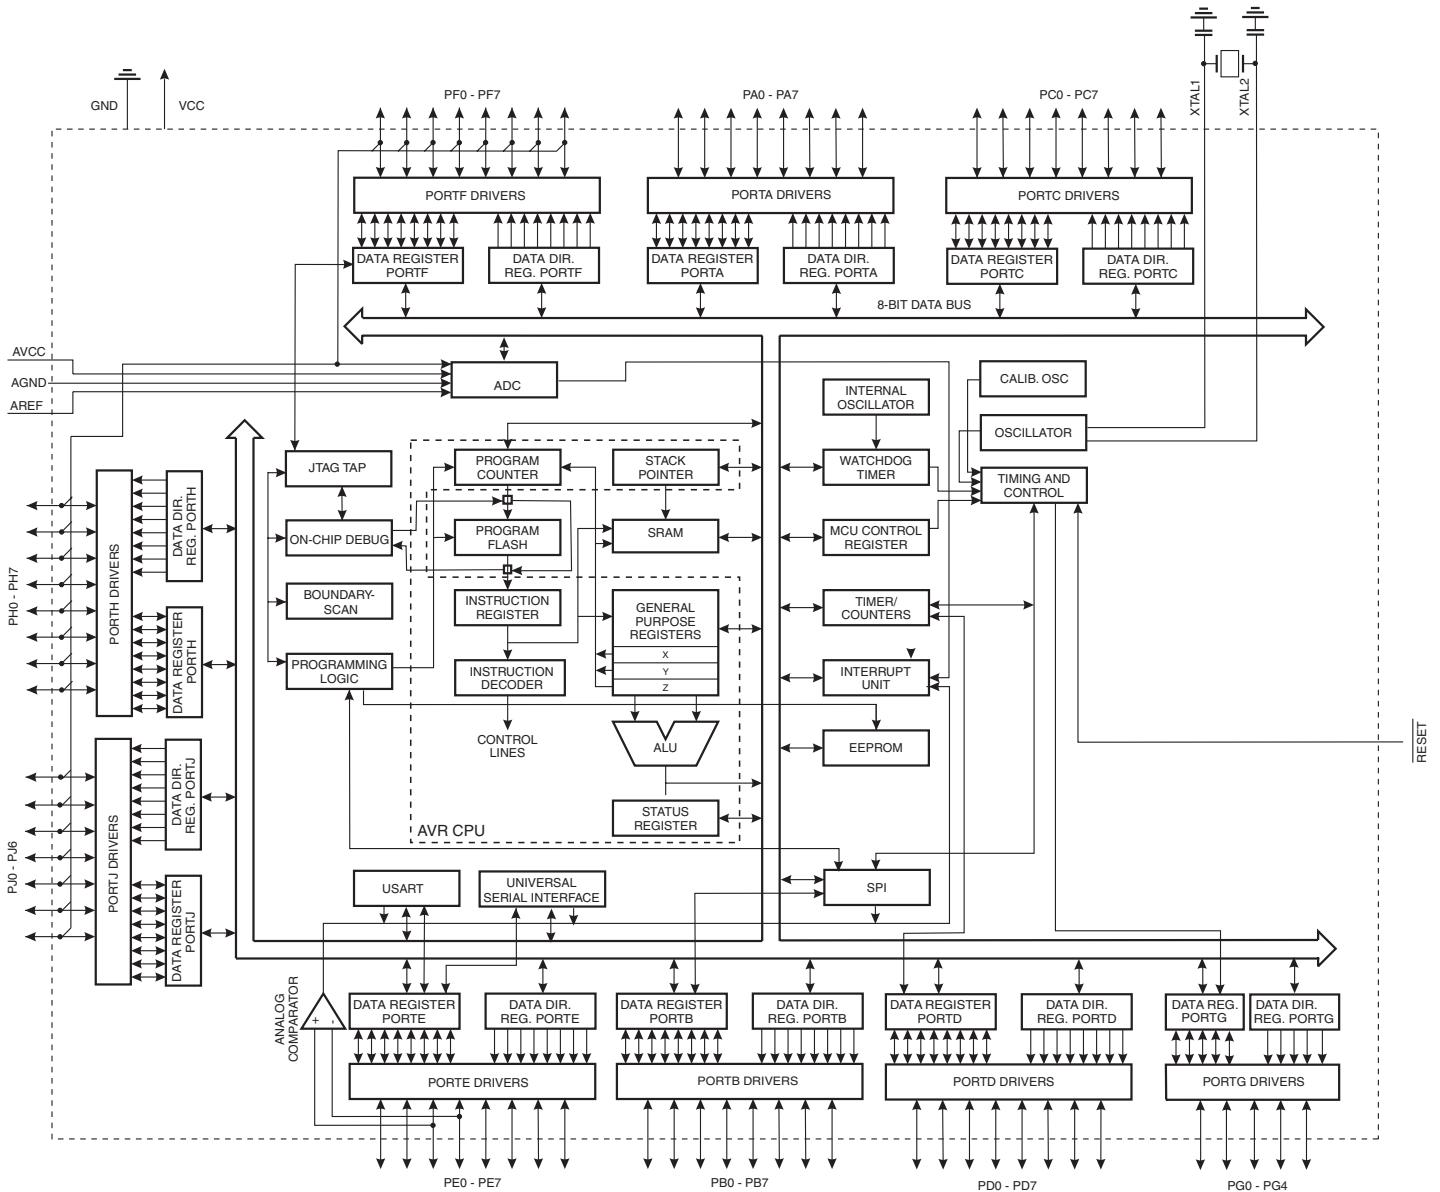 XTAL1
XTAL2
GND
VCC
PF0 - PF7
PA0 - PA7
PC0 - PC7
PORTF DRIVERS
PORTA DRIVERS
PORTC DRIVERS
DATA REGISTER
PORTF
DATA DIR.
REG. PORTF
DATA REGISTER
PORTA
DATA DIR.
REG. PORTA
DATA REGISTER
PORTC
DATA DIR.
REG. PORTC
8-BIT DATA BUS
AVCC
AGND
AREF
ADC
CALIB. OSC
INTERNAL
OSCILLATOR
OSCILLATOR
JTAG TAP
PROGRAM
COUNTER
STACK
POINTER
WATCHDOG
TIMER
TIMING AND
CONTROL
ON-CHIP DEBUG
PROGRAM
FLASH
SRAM
MCU CONTROL
REGISTER
BOUNDARY-
SCAN
INSTRUCTION
REGISTER
GENERAL
PURPOSE
REGISTERS
X
Y
Z
TIMER/
COUNTERS
PROGRAMMING
LOGIC
INSTRUCTION
DECODER
INTERRUPT
UNIT
CONTROL
LINES
ALU
EEPROM
RESET
STATUS
REGISTER
AVR CPU
PH0 - PH7
PORTH DRIVERS
DATA DIR.
REG. PORTH
DATA REGISTER
PORTH
PJ0 - PJ6
PORTJ DRIVERS
DATA DIR.
REG. PORTJ
DATA REGISTER
PORTJ
USART
UNIVERSAL
SERIAL INTERFACE
SPI
ANALOG
COMPARATOR
+
-
DATA REGISTER
PORTE
DATA DIR.
REG. PORTE
DATA REGISTER
PORTB
DATA DIR.
REG. PORTB
DATA REGISTER
PORTD
DATA DIR.
REG. PORTD
DATA REG.
PORTG
DATA DIR.
REG. PORTG
PORTE DRIVERS
PORTB DRIVERS
PORTD DRIVERS
PORTG DRIVERS
PE0 - PE7
PB0 - PB7
PD0 - PD7
PG0 - PG4